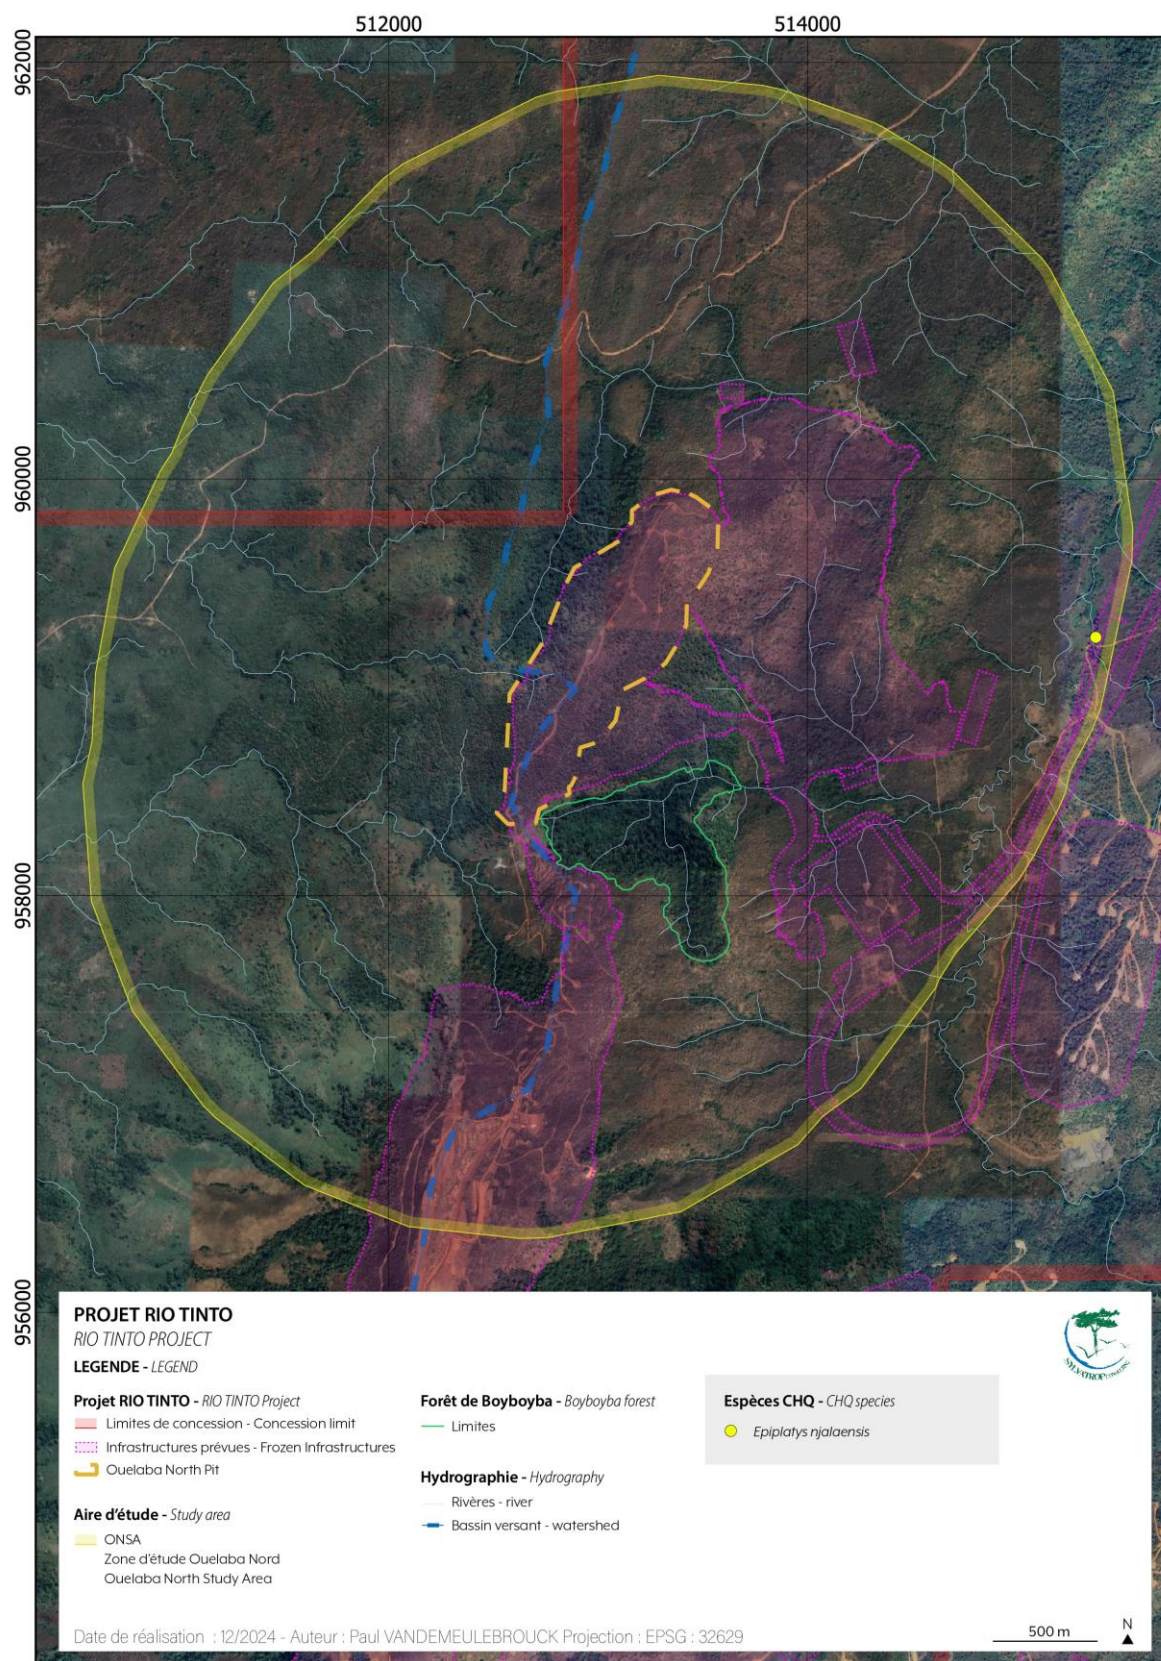 512000
514000
962000
960000
958000
956000
PROJET RIO TINTO
RIO TINTO PROJECT
LEGENDE - LEGEND
Projet RIO TINTO - RIO TINTO Project
Limites de concession - Concession limit
Infrastructures prévues - Frozen Infrastructures
Ouelaba North Pit
Aire d'étude - Study area
ONSA
Zone d'étude Ouelaba Nord
Ouelaba North Study Area
Forêt de Boyboyba - Boyboyba forest
Limites
Hydrographie - Hydrography
Rivières - river
Bassin versant - watershed
Espèces CHQ - CHQ species
Epiplatys njalaensis
SYLVATROP CONSULTING
Date de réalisation : 12/2024 - Auteur : Paul VANDEMEULEBROUCK Projection : EPSG : 32629
500 m
N